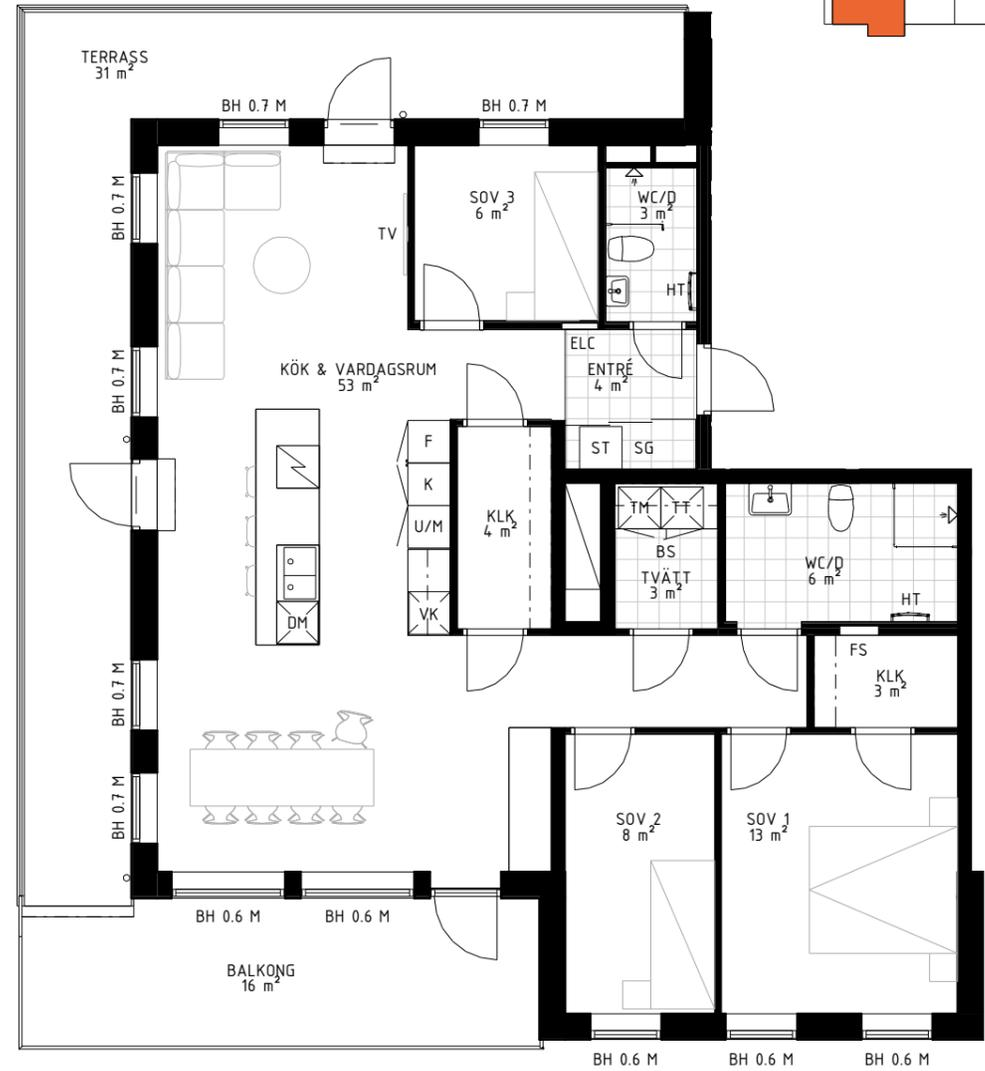 TERRASS
31 m²
BH 0.7 M
BH 0.7 M
BH 0.7 M
SOV 3
6 m²
WC/D
3 m²
TV
HT
ELC
ENTRÉ
4 m²
KÖK & VARDAGSRUM
53 m²
BH 0.7 M
F
ST
SG
K
U/M
KLK
4 m²
TM
TT
BS
TVÄTT
3 m²
WC/D
6 m²
HT
VK
DM
FS
KLK
3 m²
BH 0.7 M
BH 0.7 M
SOV 2
8 m²
SOV 1
13 m²
BH 0.6 M
BH 0.6 M
BALKONG
16 m²
BH 0.6 M
BH 0.6 M
BH 0.6 M